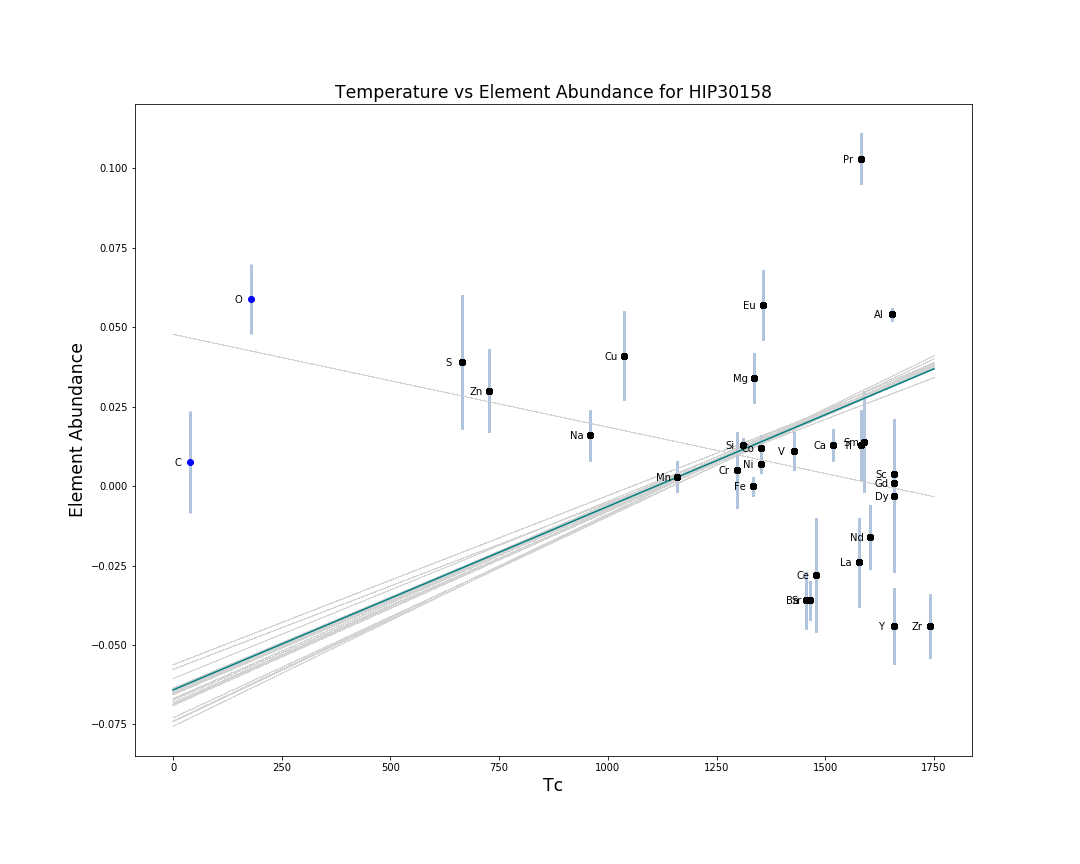 Temperature vs Element Abundance for HIP30158
0.100
0.075
0.050
0.025
0.000
−0.025
−0.050
−0.075
Element Abundance
Pr
O
Eu
Al
Cu
S
Mg
Zn
Na
Si
Co
V
Ca
Sm
C
Ni
Cr
Mn
Fe
Sc
Gd
Dy
Nd
La
Ce
Ba
Sr
Y
Zr
0
250
500
750
1000
1250
1500
1750
Tc